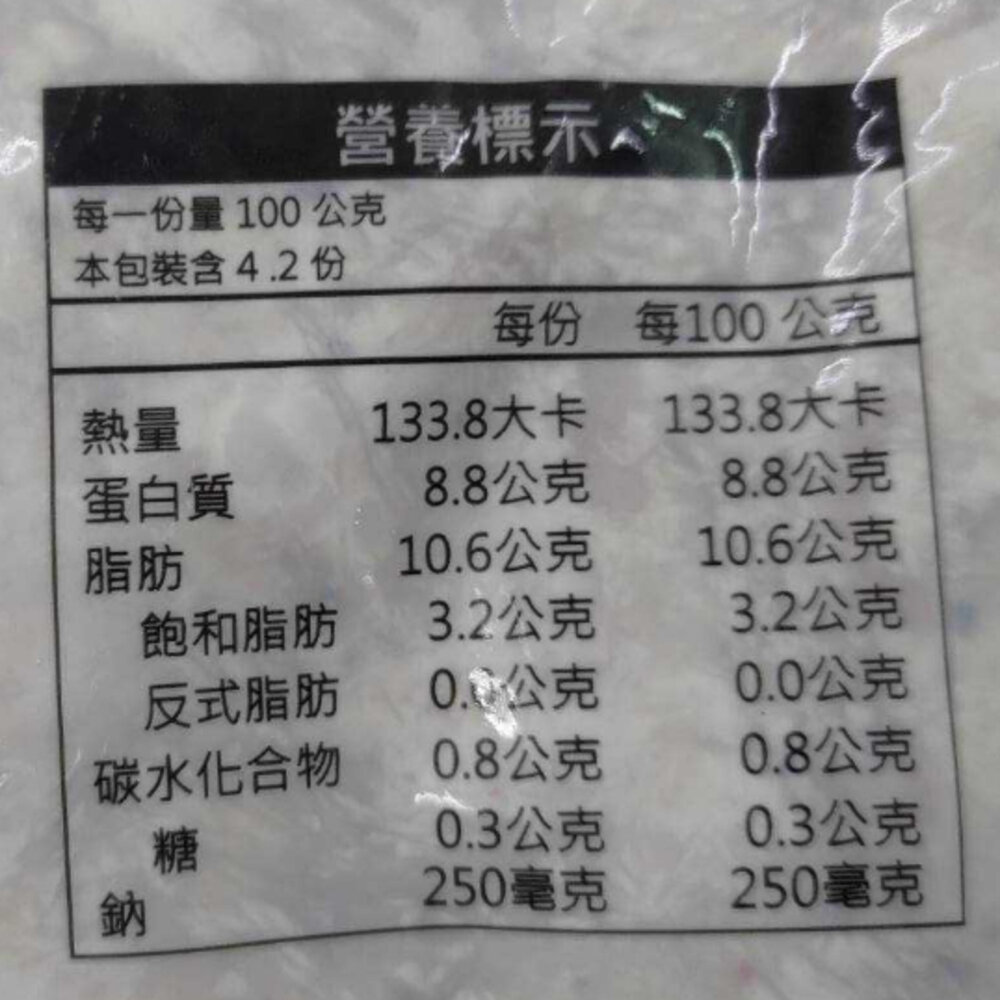 營養標示
每一份量 100 公克
本包裝含 4 .2 份
每份 每100 公克
熱量 133.8大卡 133.8大卡
蛋白質 8.8公克 8.8公克
脂肪 10.6公克 10.6公克
飽和脂肪 3.2公克 3.2公克
反式脂肪 0.0公克 0.0公克
碳水化合物 0.8公克 0.8公克
糖 0.3公克 0.3公克
鈉 250毫克 250毫克